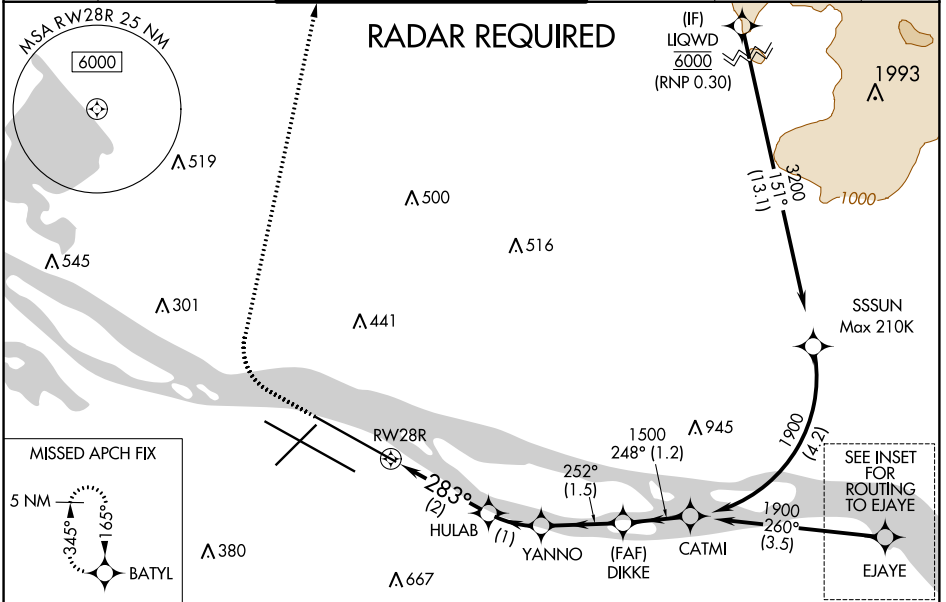 MSA RW28R 25 NM
6000
RADAR REQUIRED
(IF)
LIQWD
6000
(RNP 0.30)
1993
519
500
3200
151°
(13.1)
1000
516
545
301
441
SSSUN
Max 210K
MISSED APCH FIX
5 NM
345°
165°
BATYL
RW28R
945
1500
248° (1.2)
1900
(4.2)
252°
(1.5)
SEE INSET
FOR
ROUTING
TO EJAYE
283°
(2)
HULAB
(1)
YANNO
(FAF)
DIKKE
CATMI
1900
260°
(3.5)
EJAYE
380
667